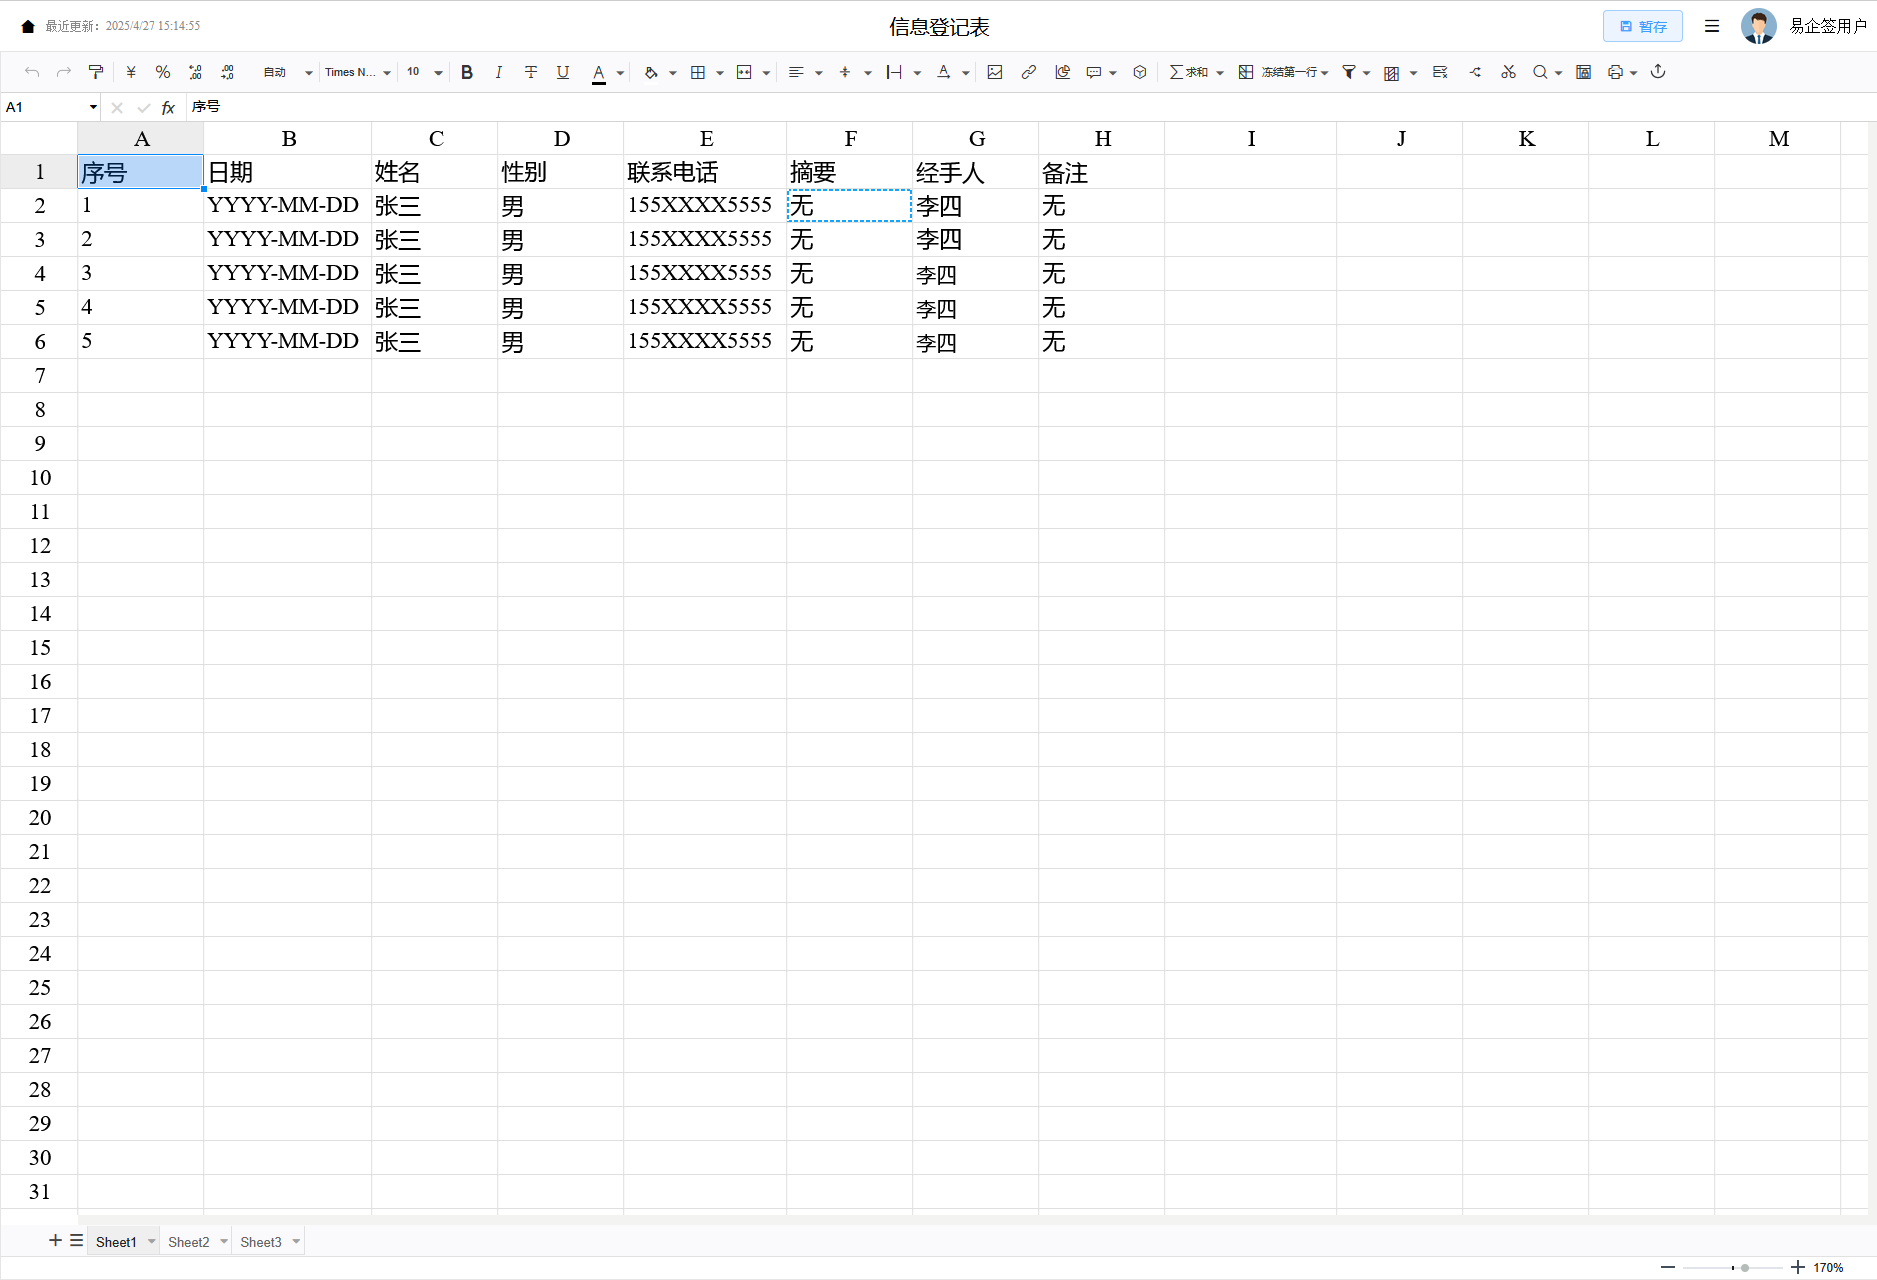 最近更新： 2025/4/27 15:14:55
信息登记表
暂存
易企签用户
¥ % .00 .00 自动 Times N... 10 B I T U A 求和 冻结第一行
A1 fx 序号
A B C D E F G H I J K L M
1 序号 日期 姓名 性别 联系电话 摘要 经手人 备注
2 1 YYYY-MM-DD 张三 男 155XXXX5555 无 李四 无
3 2 YYYY-MM-DD 张三 男 155XXXX5555 无 李四 无
4 3 YYYY-MM-DD 张三 男 155XXXX5555 无 李四 无
5 4 YYYY-MM-DD 张三 男 155XXXX5555 无 李四 无
6 5 YYYY-MM-DD 张三 男 155XXXX5555 无 李四 无
7
8
9
10
11
12
13
14
15
16
17
18
19
20
21
22
23
24
25
26
27
28
29
30
31
Sheet1 Sheet2 Sheet3
170%